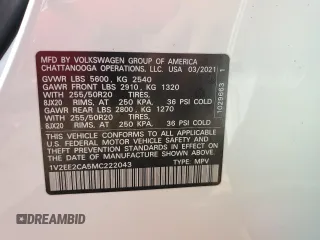 MFD BY VOLKSWAGEN GROUP OF AMERICA
CHATTANOOGA OPERATIONS, LLC. USA 03/2021
GVWR LBS 5600, KG 2540
GAWR FRONT LBS 2910, KG 1320
WITH 255/50R20 TIRES,
8JX20 RIMS, AT KPA 250, 36 PSI COLD
GAWR REAR LBS 2800, KG 1270
WITH 255/50R20 TIRES,
8JX20 RIMS, AT KPA 250, 36 PSI COLD
THIS VEHICLE CONFORMS TO ALL APPLICABLE
FEDERAL MOTOR VEHICLE SAFETY STANDARDS
IN EFFECT ON THE DATE OF MANUFACTURE
SHOWN ABOVE.
1V2EE2CA5MC222043 TYPE: MPV
1029663 1
DREAMBID